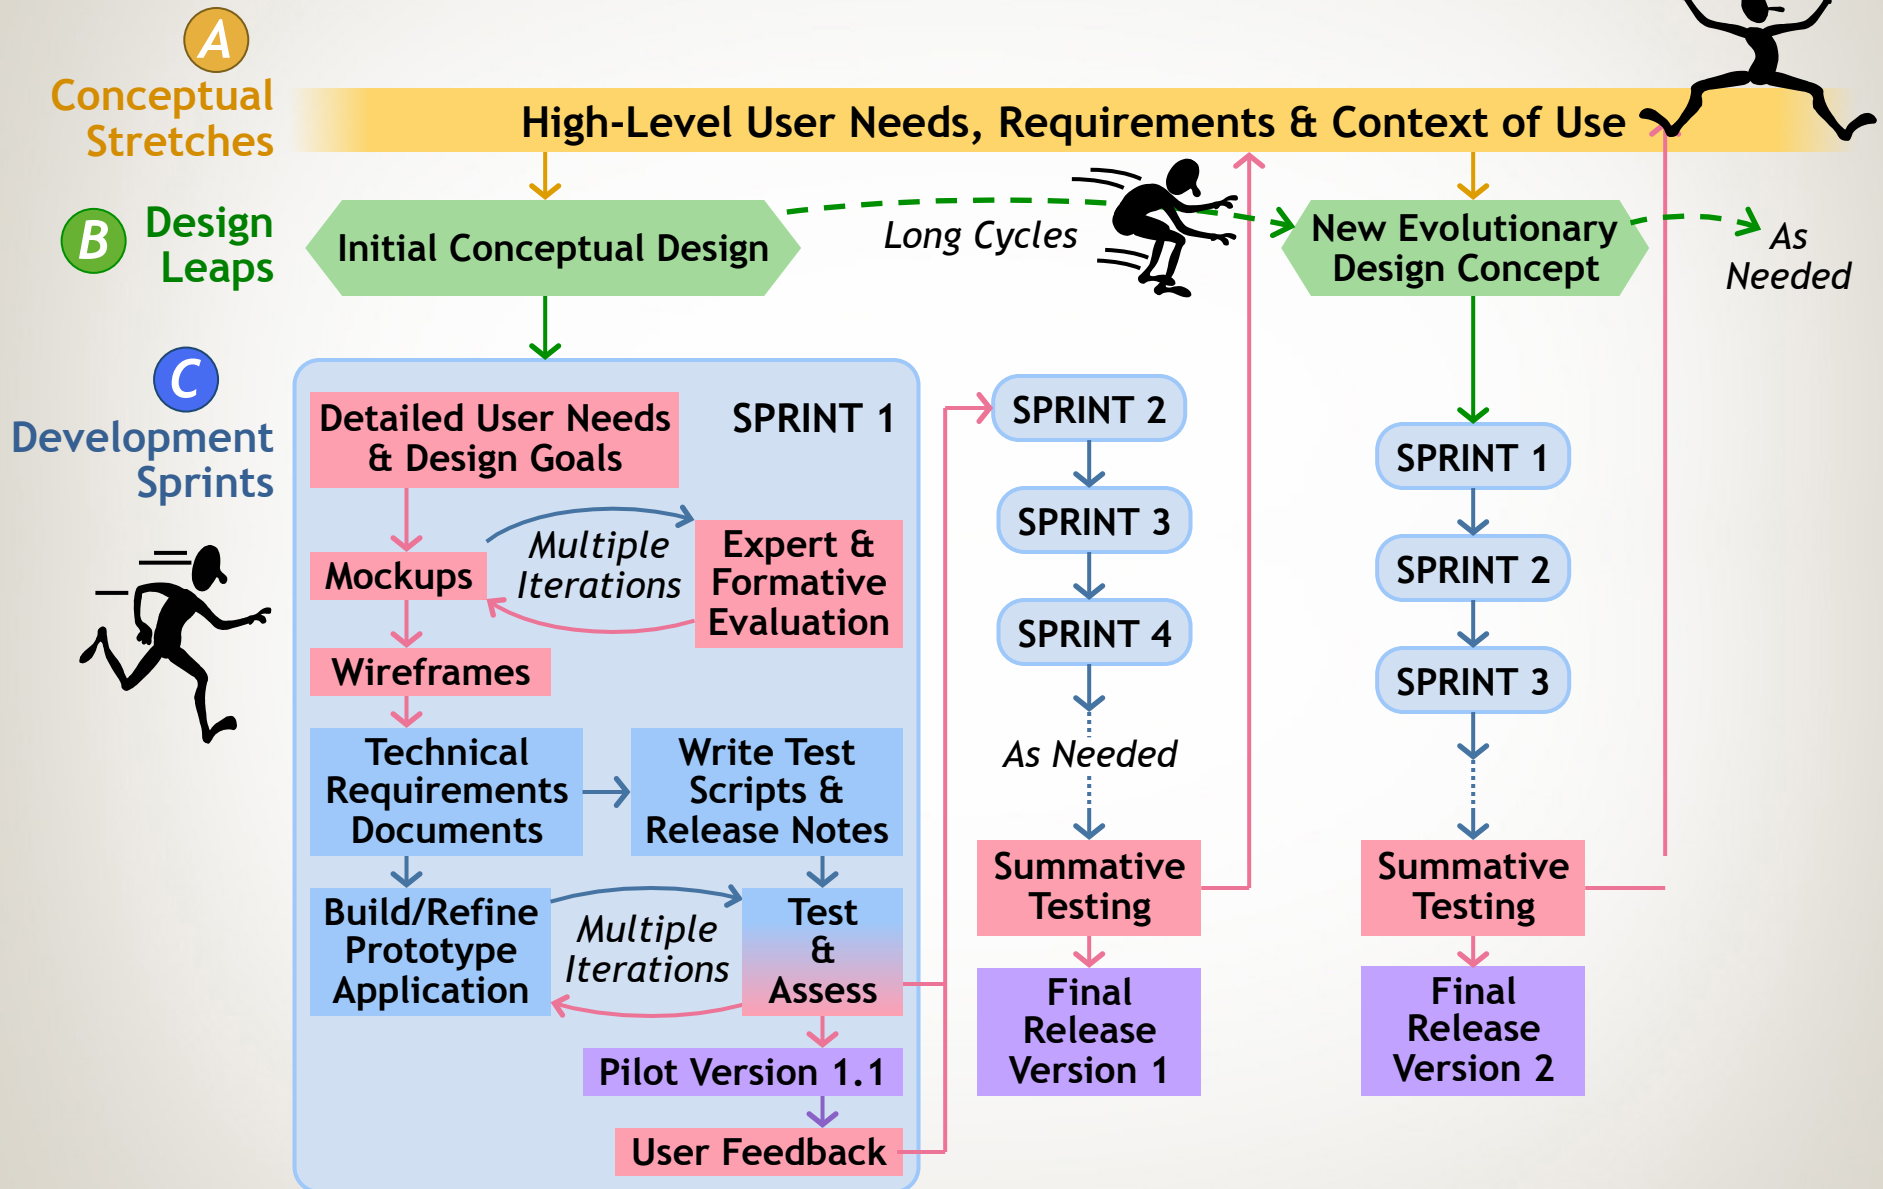 A
Conceptual
Stretches
High-Level User Needs, Requirements & Context of Use
B
Design
Leaps
Initial Conceptual Design
Long Cycles
New Evolutionary
Design Concept
As
Needed
C
Development
Sprints
SPRINT 1
Detailed User Needs
& Design Goals
Mockups
Multiple
Iterations
Expert &
Formative
Evaluation
Wireframes
Technical
Requirements
Documents
Write Test
Scripts &
Release Notes
Build/Refine
Prototype
Application
Multiple
Iterations
Test
&
Assess
Pilot Version 1.1
User Feedback
SPRINT 2
SPRINT 3
SPRINT 4
As Needed
Summative
Testing
Final
Release
Version 1
SPRINT 1
SPRINT 2
SPRINT 3
Summative
Testing
Final
Release
Version 2